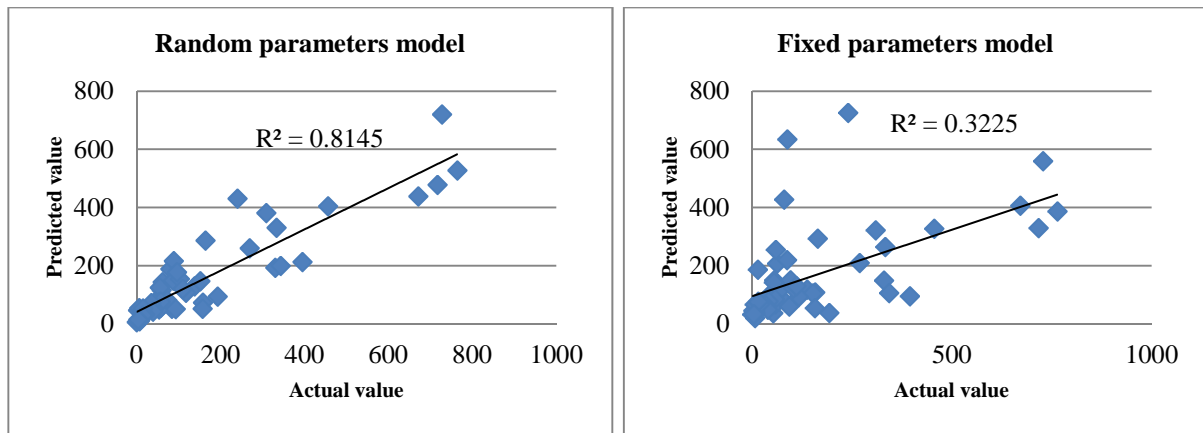 Random parameters model
800
600
400
200
0
0 200 400 600 800 1000
R² = 0.8145
Predicted value
Actual value
Fixed parameters model
800
600
400
200
0
0 500 1000
R² = 0.3225
Predicted value
Actual value